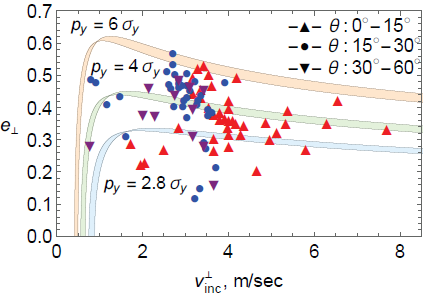 p_y = 6 σ_y
p_y = 4 σ_y
p_y = 2.8 σ_y
–▲– θ : 0° – 15°
–●– θ : 15° – 30°
–▼– θ : 30° – 60°
e⊥
0.7
0.6
0.5
0.4
0.3
0.2
0.1
0.0
0 2 4 6 8
v_inc^⊥, m/sec